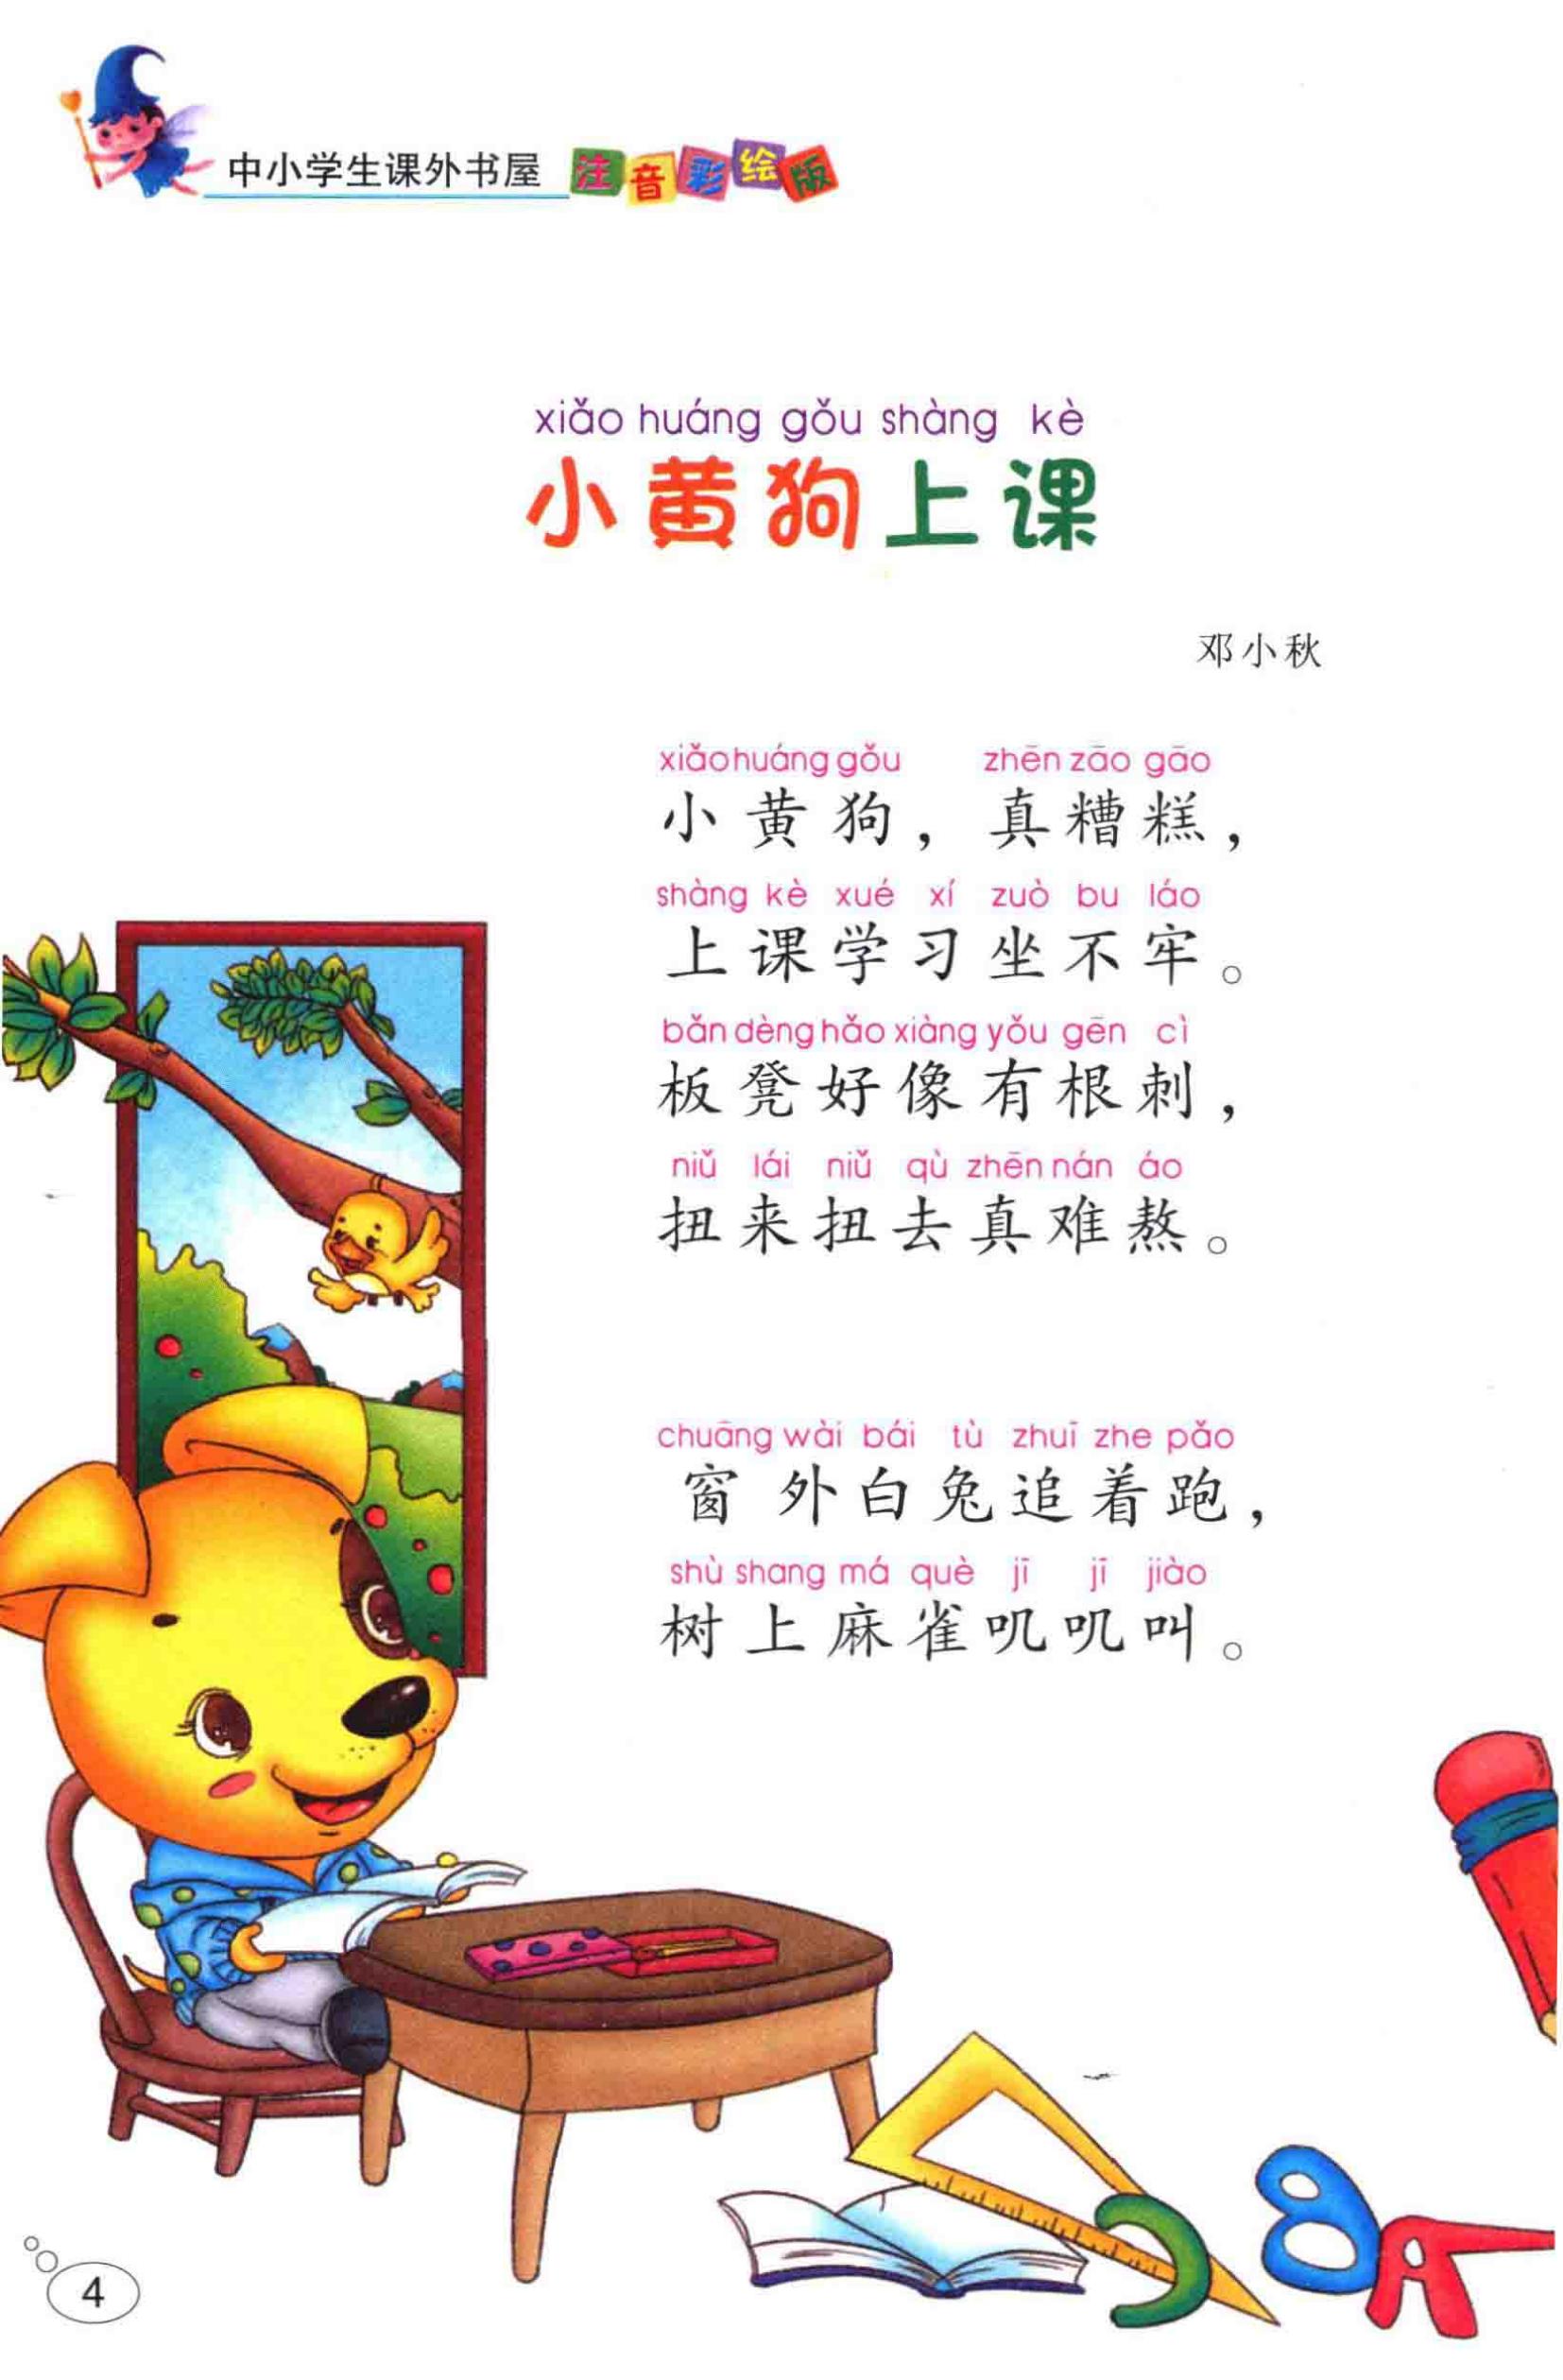 中小学生课外书屋 注音彩绘版
xiǎo huáng gǒu shàng kè
小黄狗上课
邓小秋
xiǎo huáng gǒu zhēn zāo gāo
小黄狗，真糟糕，
shàng kè xué xí zuò bu láo
上课学习坐不牢。
bǎn dèng hǎo xiàng yǒu gēn cì
板凳好像有根刺，
niǔ lái niǔ qù zhēn nán áo
扭来扭去真难熬。
chuāng wài bái tù zhuī zhe pǎo
窗外白兔追着跑，
shù shang má què jī jī jiào
树上麻雀叽叽叫。
4